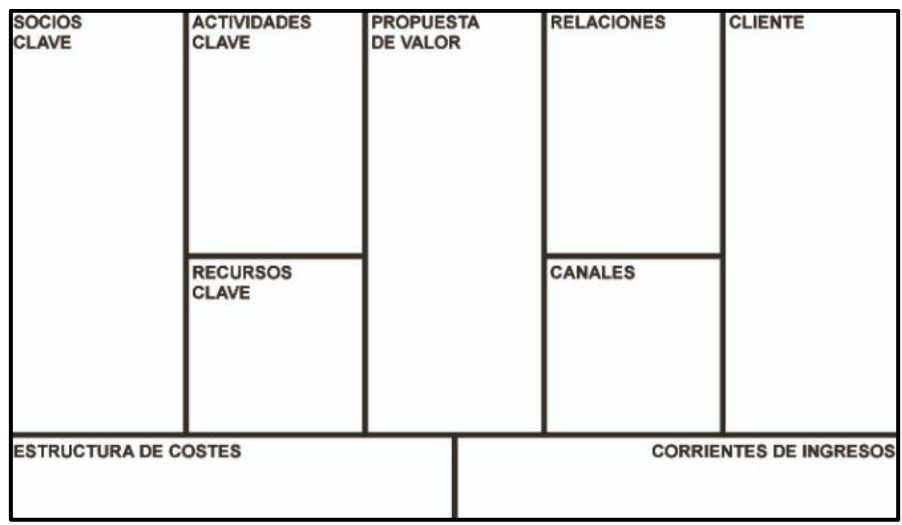 SOCIOS
CLAVE
ACTIVIDADES
CLAVE
PROPUESTA
DE VALOR
RELACIONES
CLIENTE
RECURSOS
CLAVE
CANALES
ESTRUCTURA DE COSTES
CORRIENTES DE INGRESOS